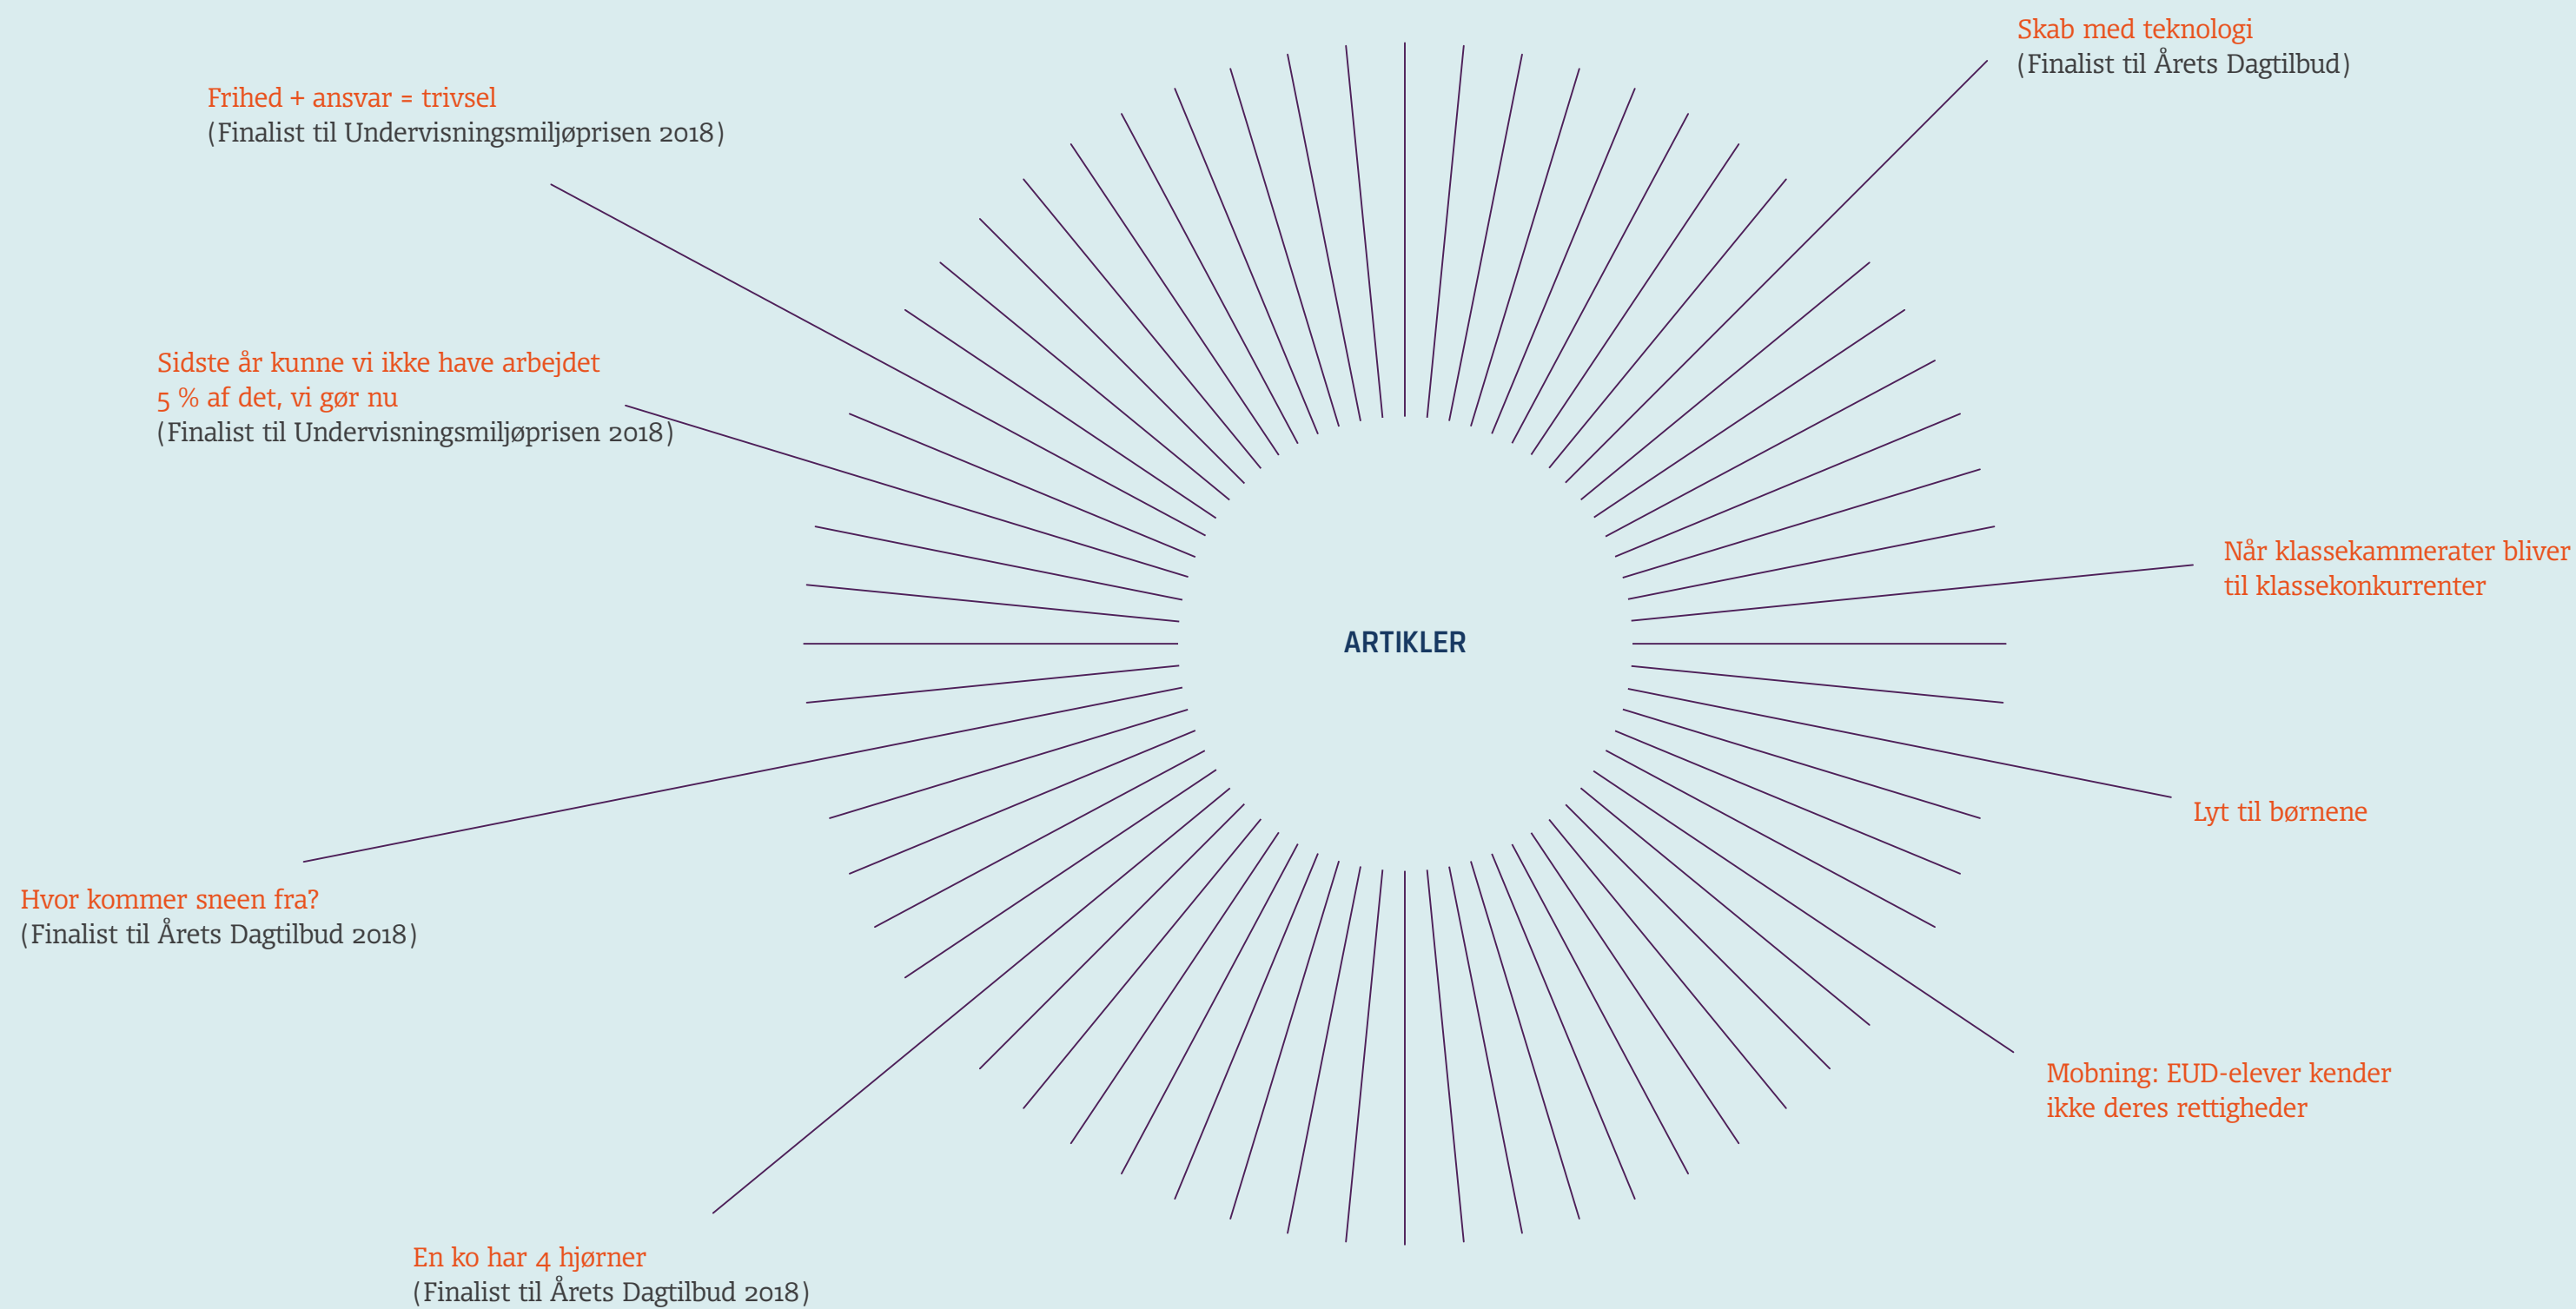 Skab med teknologi
(Finalist til Årets Dagtilbud)
Frihed + ansvar = trivsel
(Finalist til Undervisningsmiljøprisen 2018)
Sidste år kunne vi ikke have arbejdet
5 % af det, vi gør nu
(Finalist til Undervisningsmiljøprisen 2018)
Når klassekammerater bliver
til klassekonkurrenter
ARTIKLER
Lyt til børnene
Hvor kommer sneen fra?
(Finalist til Årets Dagtilbud 2018)
Mobning: EUD-elever kender
ikke deres rettigheder
En ko har 4 hjørner
(Finalist til Årets Dagtilbud 2018)